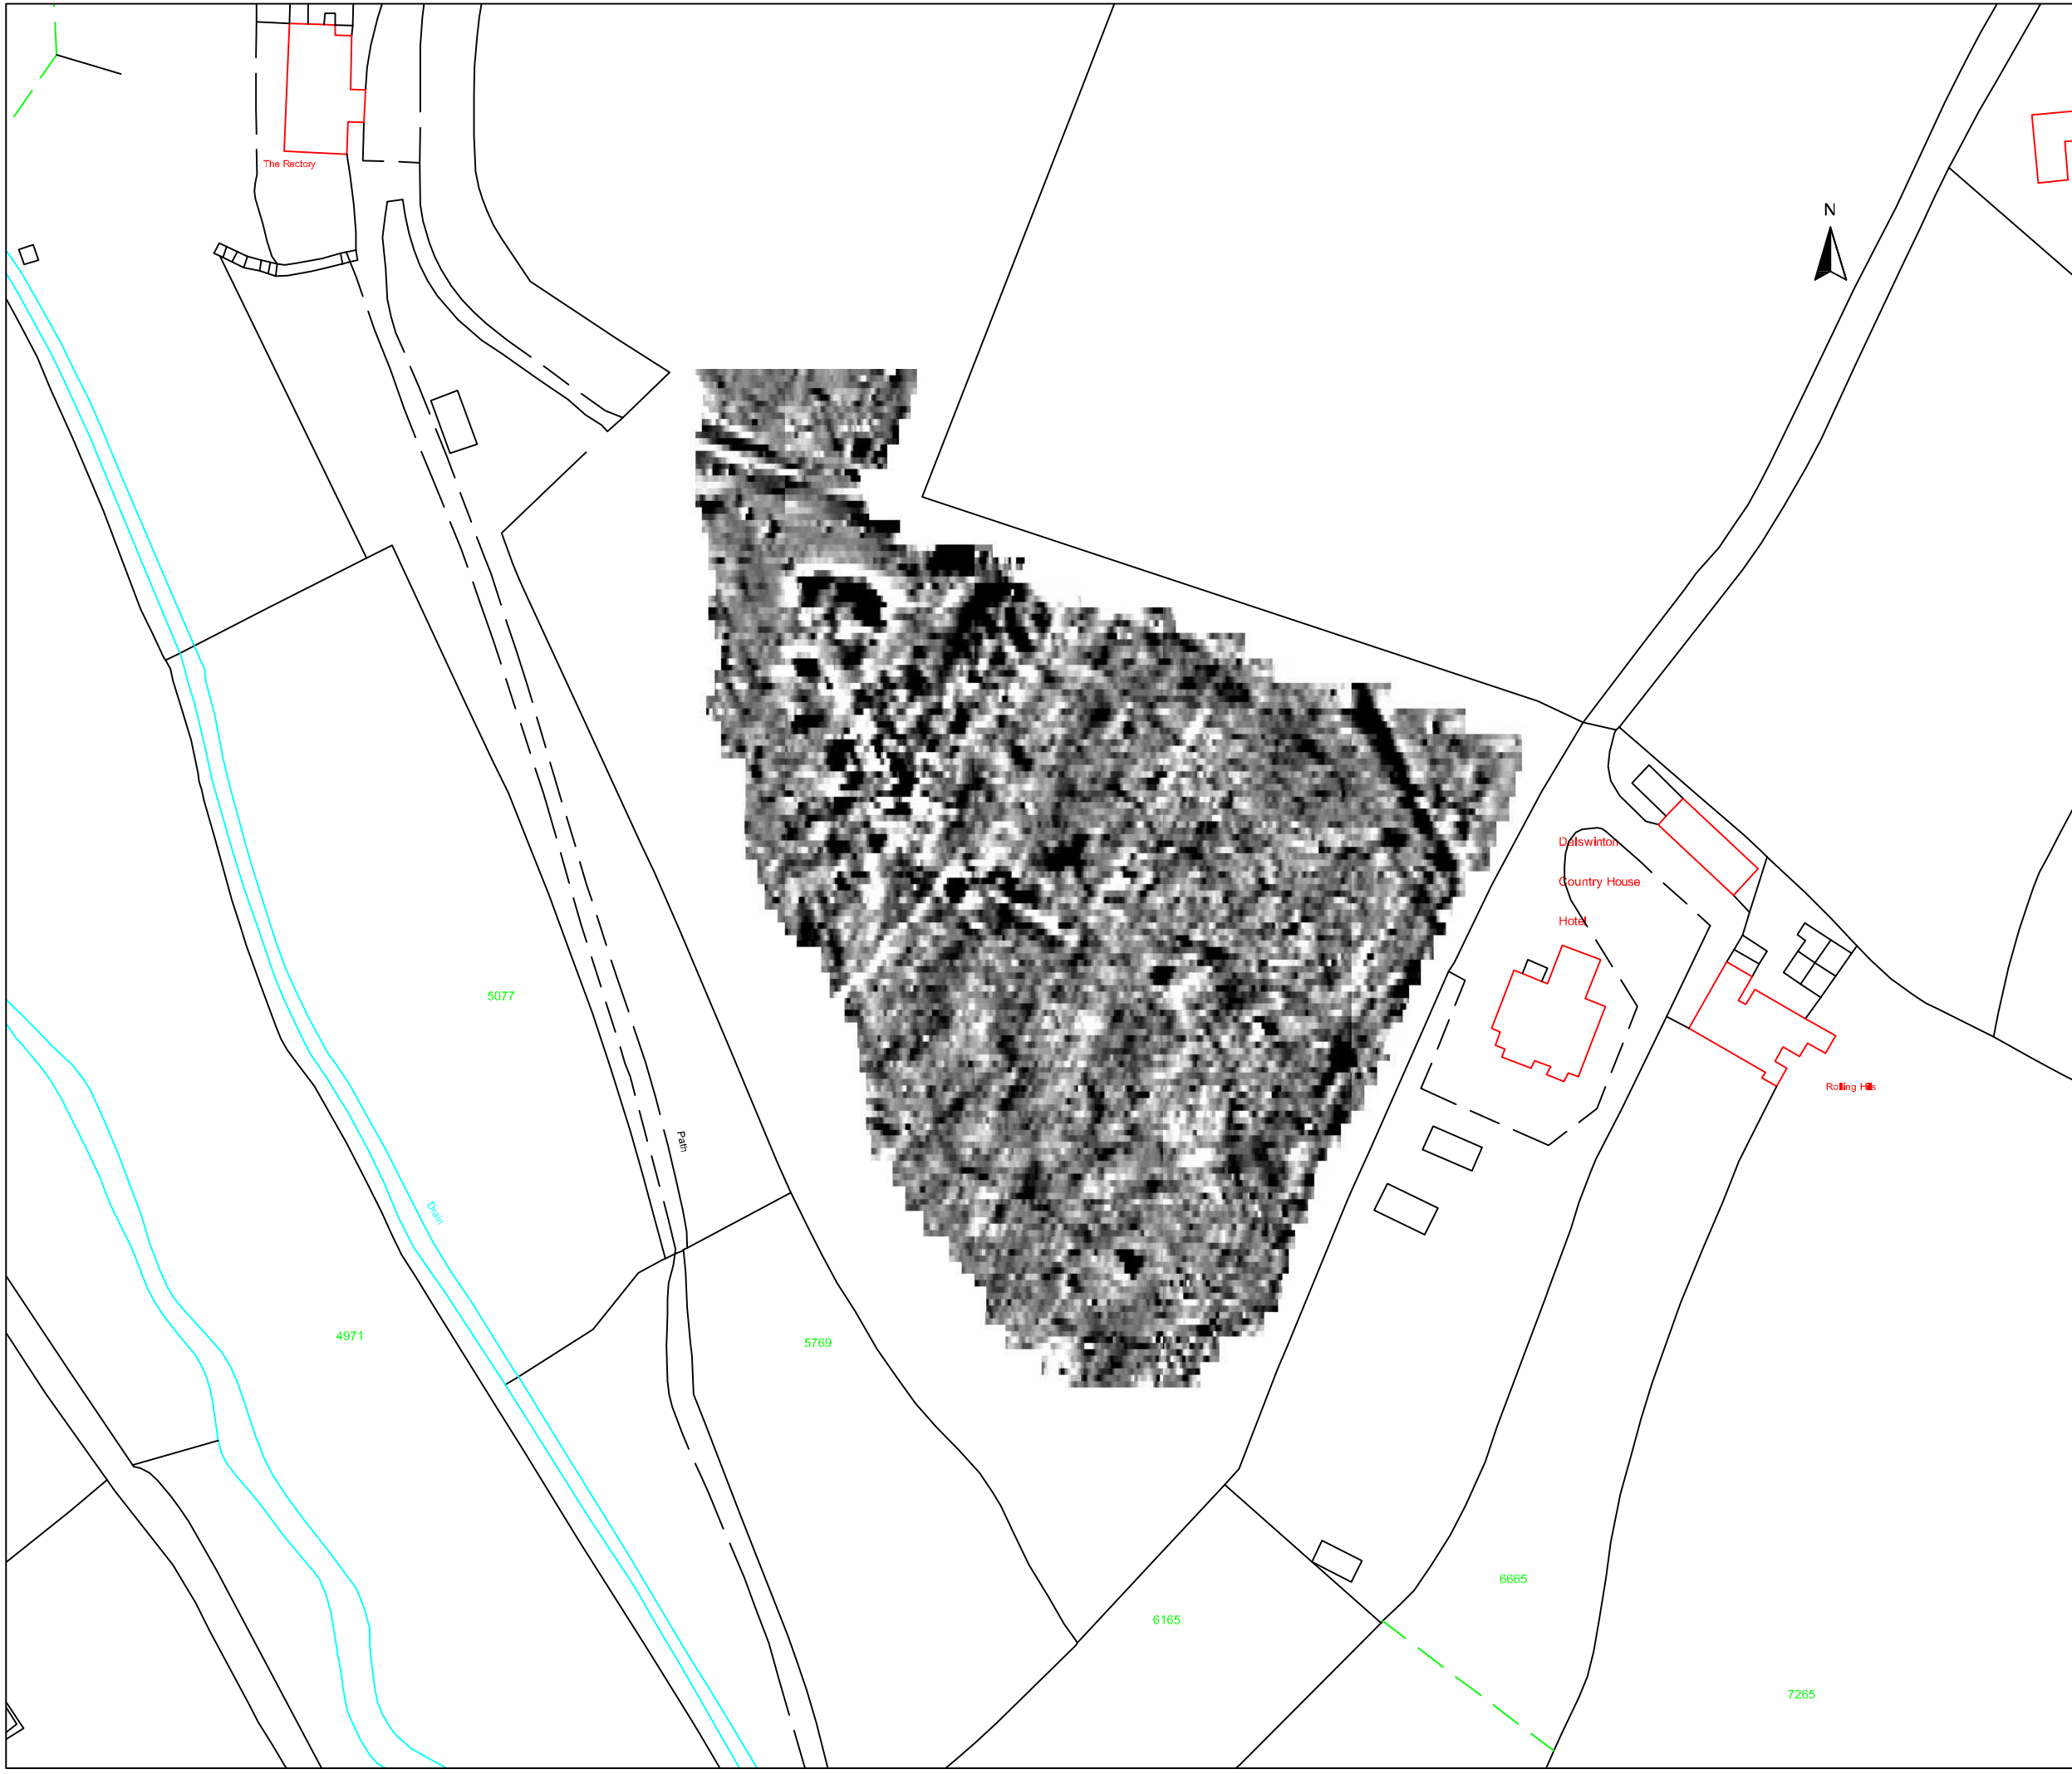 The Rectory
N
Dalswinton
Country House
Hotel
5077
Rolling Hills
Path
Drain
4971
5769
6665
6165
7265